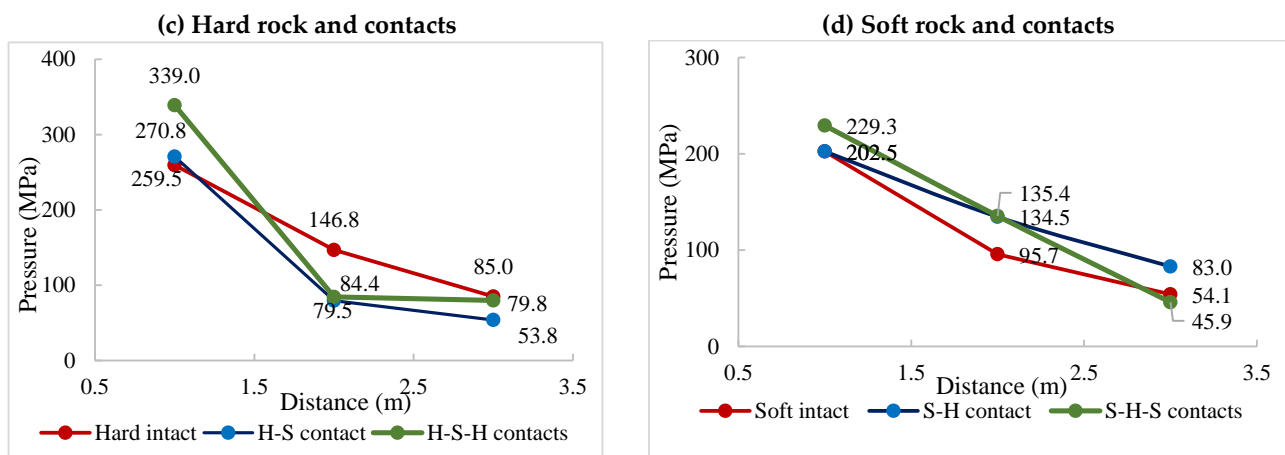 (c) Hard rock and contacts
Pressure (MPa)
400
300
200
100
0
339.0
270.8
259.5
146.8
84.4
79.5
85.0
79.8
53.8
0.5
1.5
2.5
3.5
Distance (m)
Hard intact
H-S contact
H-S-H contacts
(d) Soft rock and contacts
Pressure (MPa)
300
200
100
0
229.3
202.5
202.5
135.4
134.5
95.7
83.0
54.1
45.9
0.5
1.5
2.5
3.5
Distance (m)
Soft intact
S-H contact
S-H-S contacts